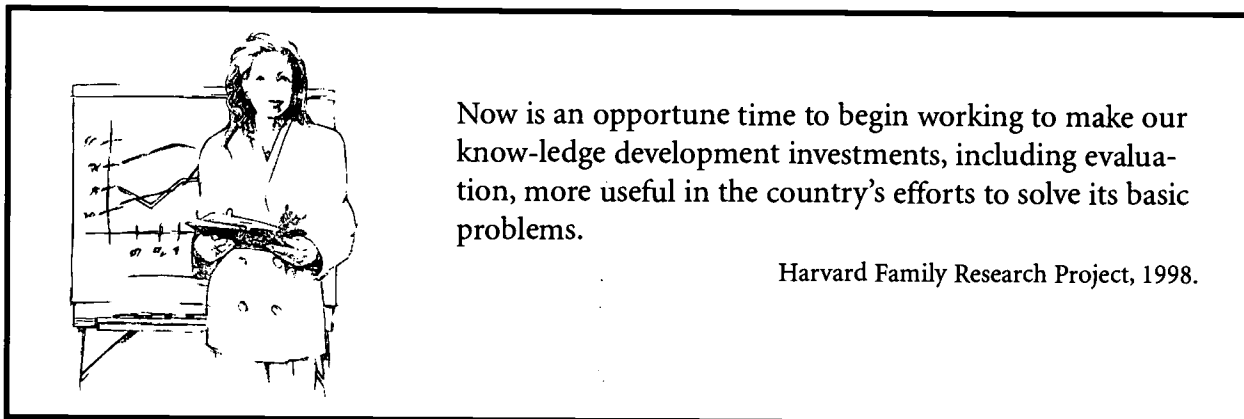 Now is an opportune time to begin working to make our
know-ledge development investments, including evalua-
tion, more useful in the country's efforts to solve its basic
problems.
Harvard Family Research Project, 1998.